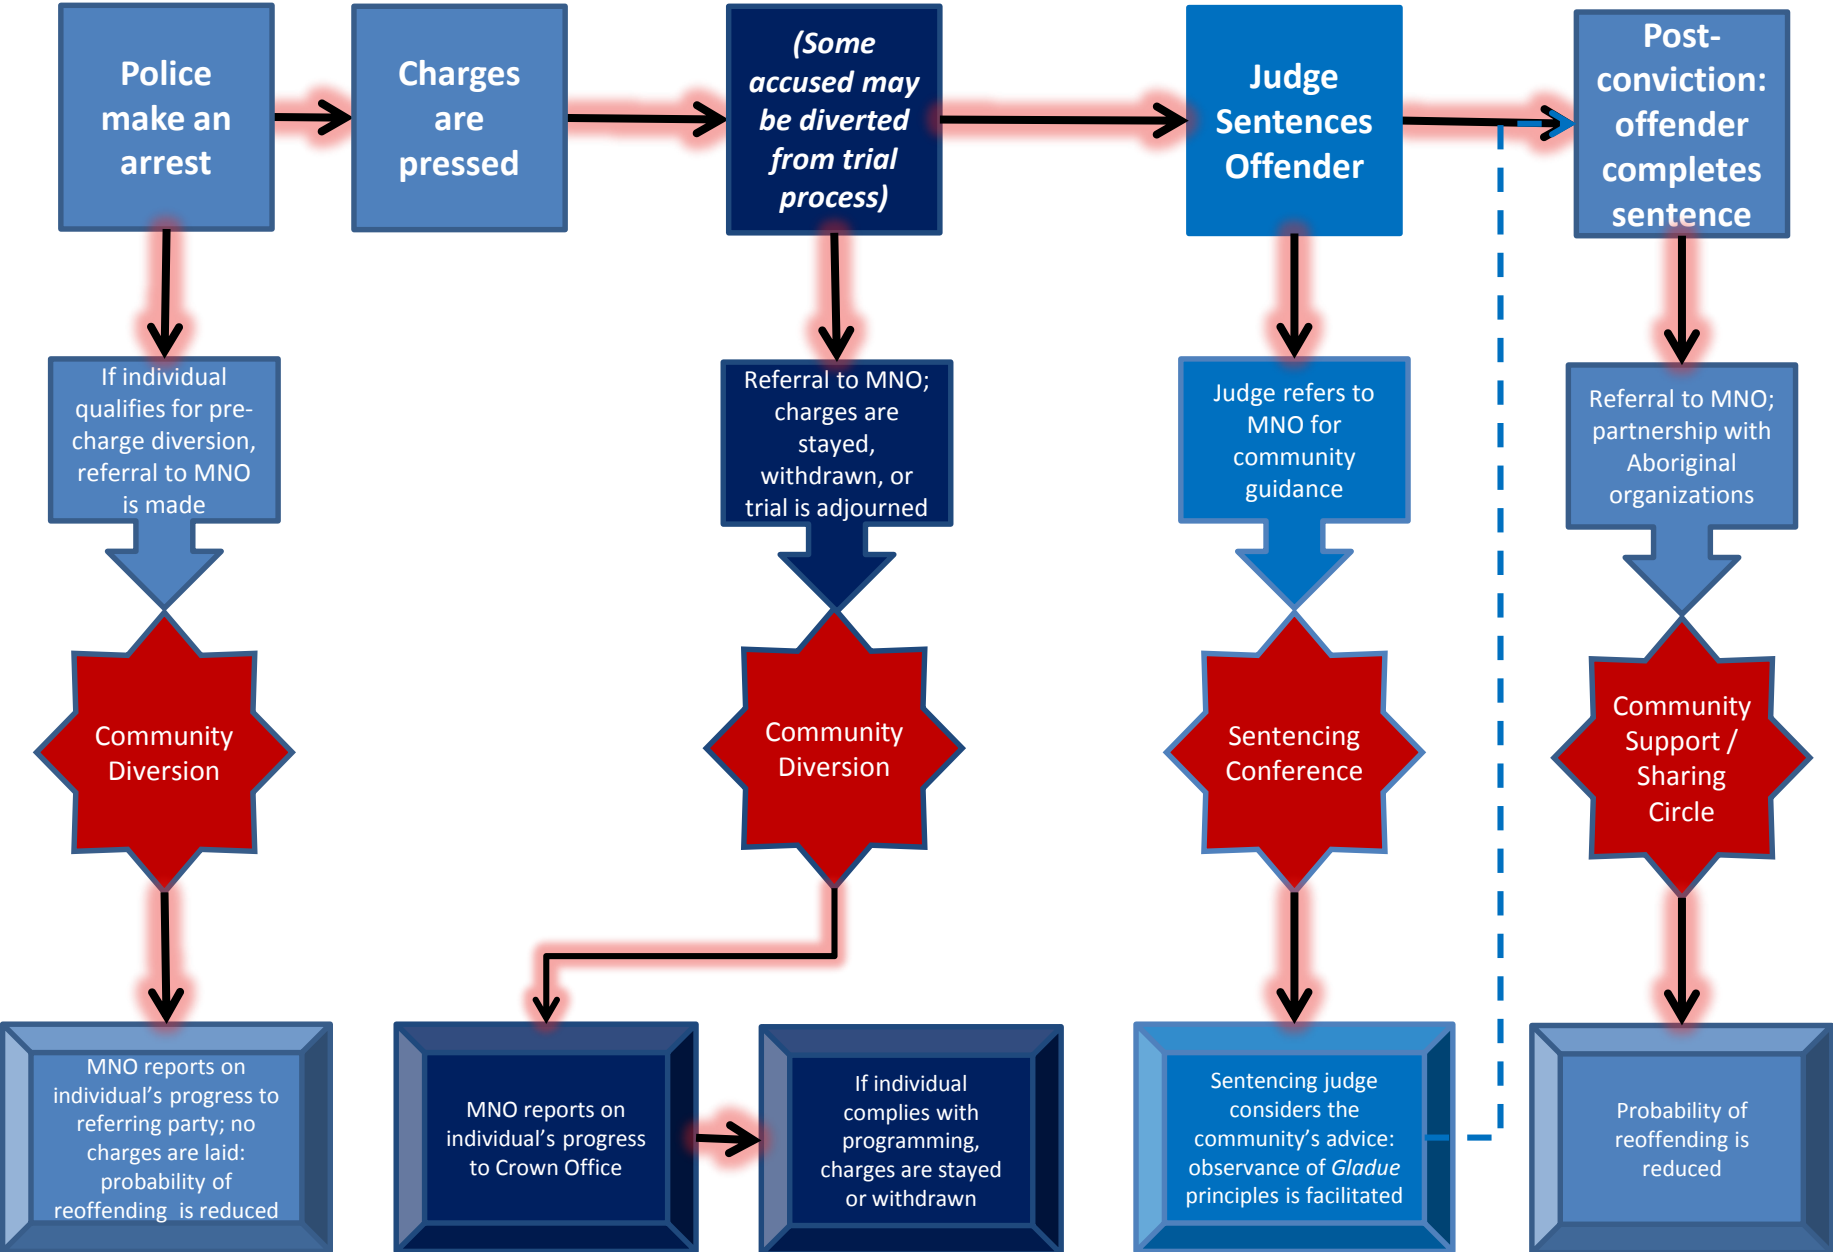 Police
make an
arrest
Charges
are
pressed
(Some
accused may
be diverted
from trial
process)
Judge
Sentences
Offender
Post-
conviction:
offender
completes
sentence
If individual
qualifies for pre-
charge diversion,
referral to MNO
is made
Referral to MNO;
charges are
stayed,
withdrawn, or
trial is adjourned
Judge refers to
MNO for
community
guidance
Referral to MNO;
partnership with
Aboriginal
organizations
Community
Diversion
Community
Diversion
Sentencing
Conference
Community
Support /
Sharing
Circle
MNO reports on
individual’s progress to
referring party; no
charges are laid:
probability of
reoffending is reduced
MNO reports on
individual’s progress
to Crown Office
If individual
complies with
programming,
charges are stayed
or withdrawn
Sentencing judge
considers the
community’s advice:
observance of Gladue
principles is facilitated
Probability of
reoffending is
reduced